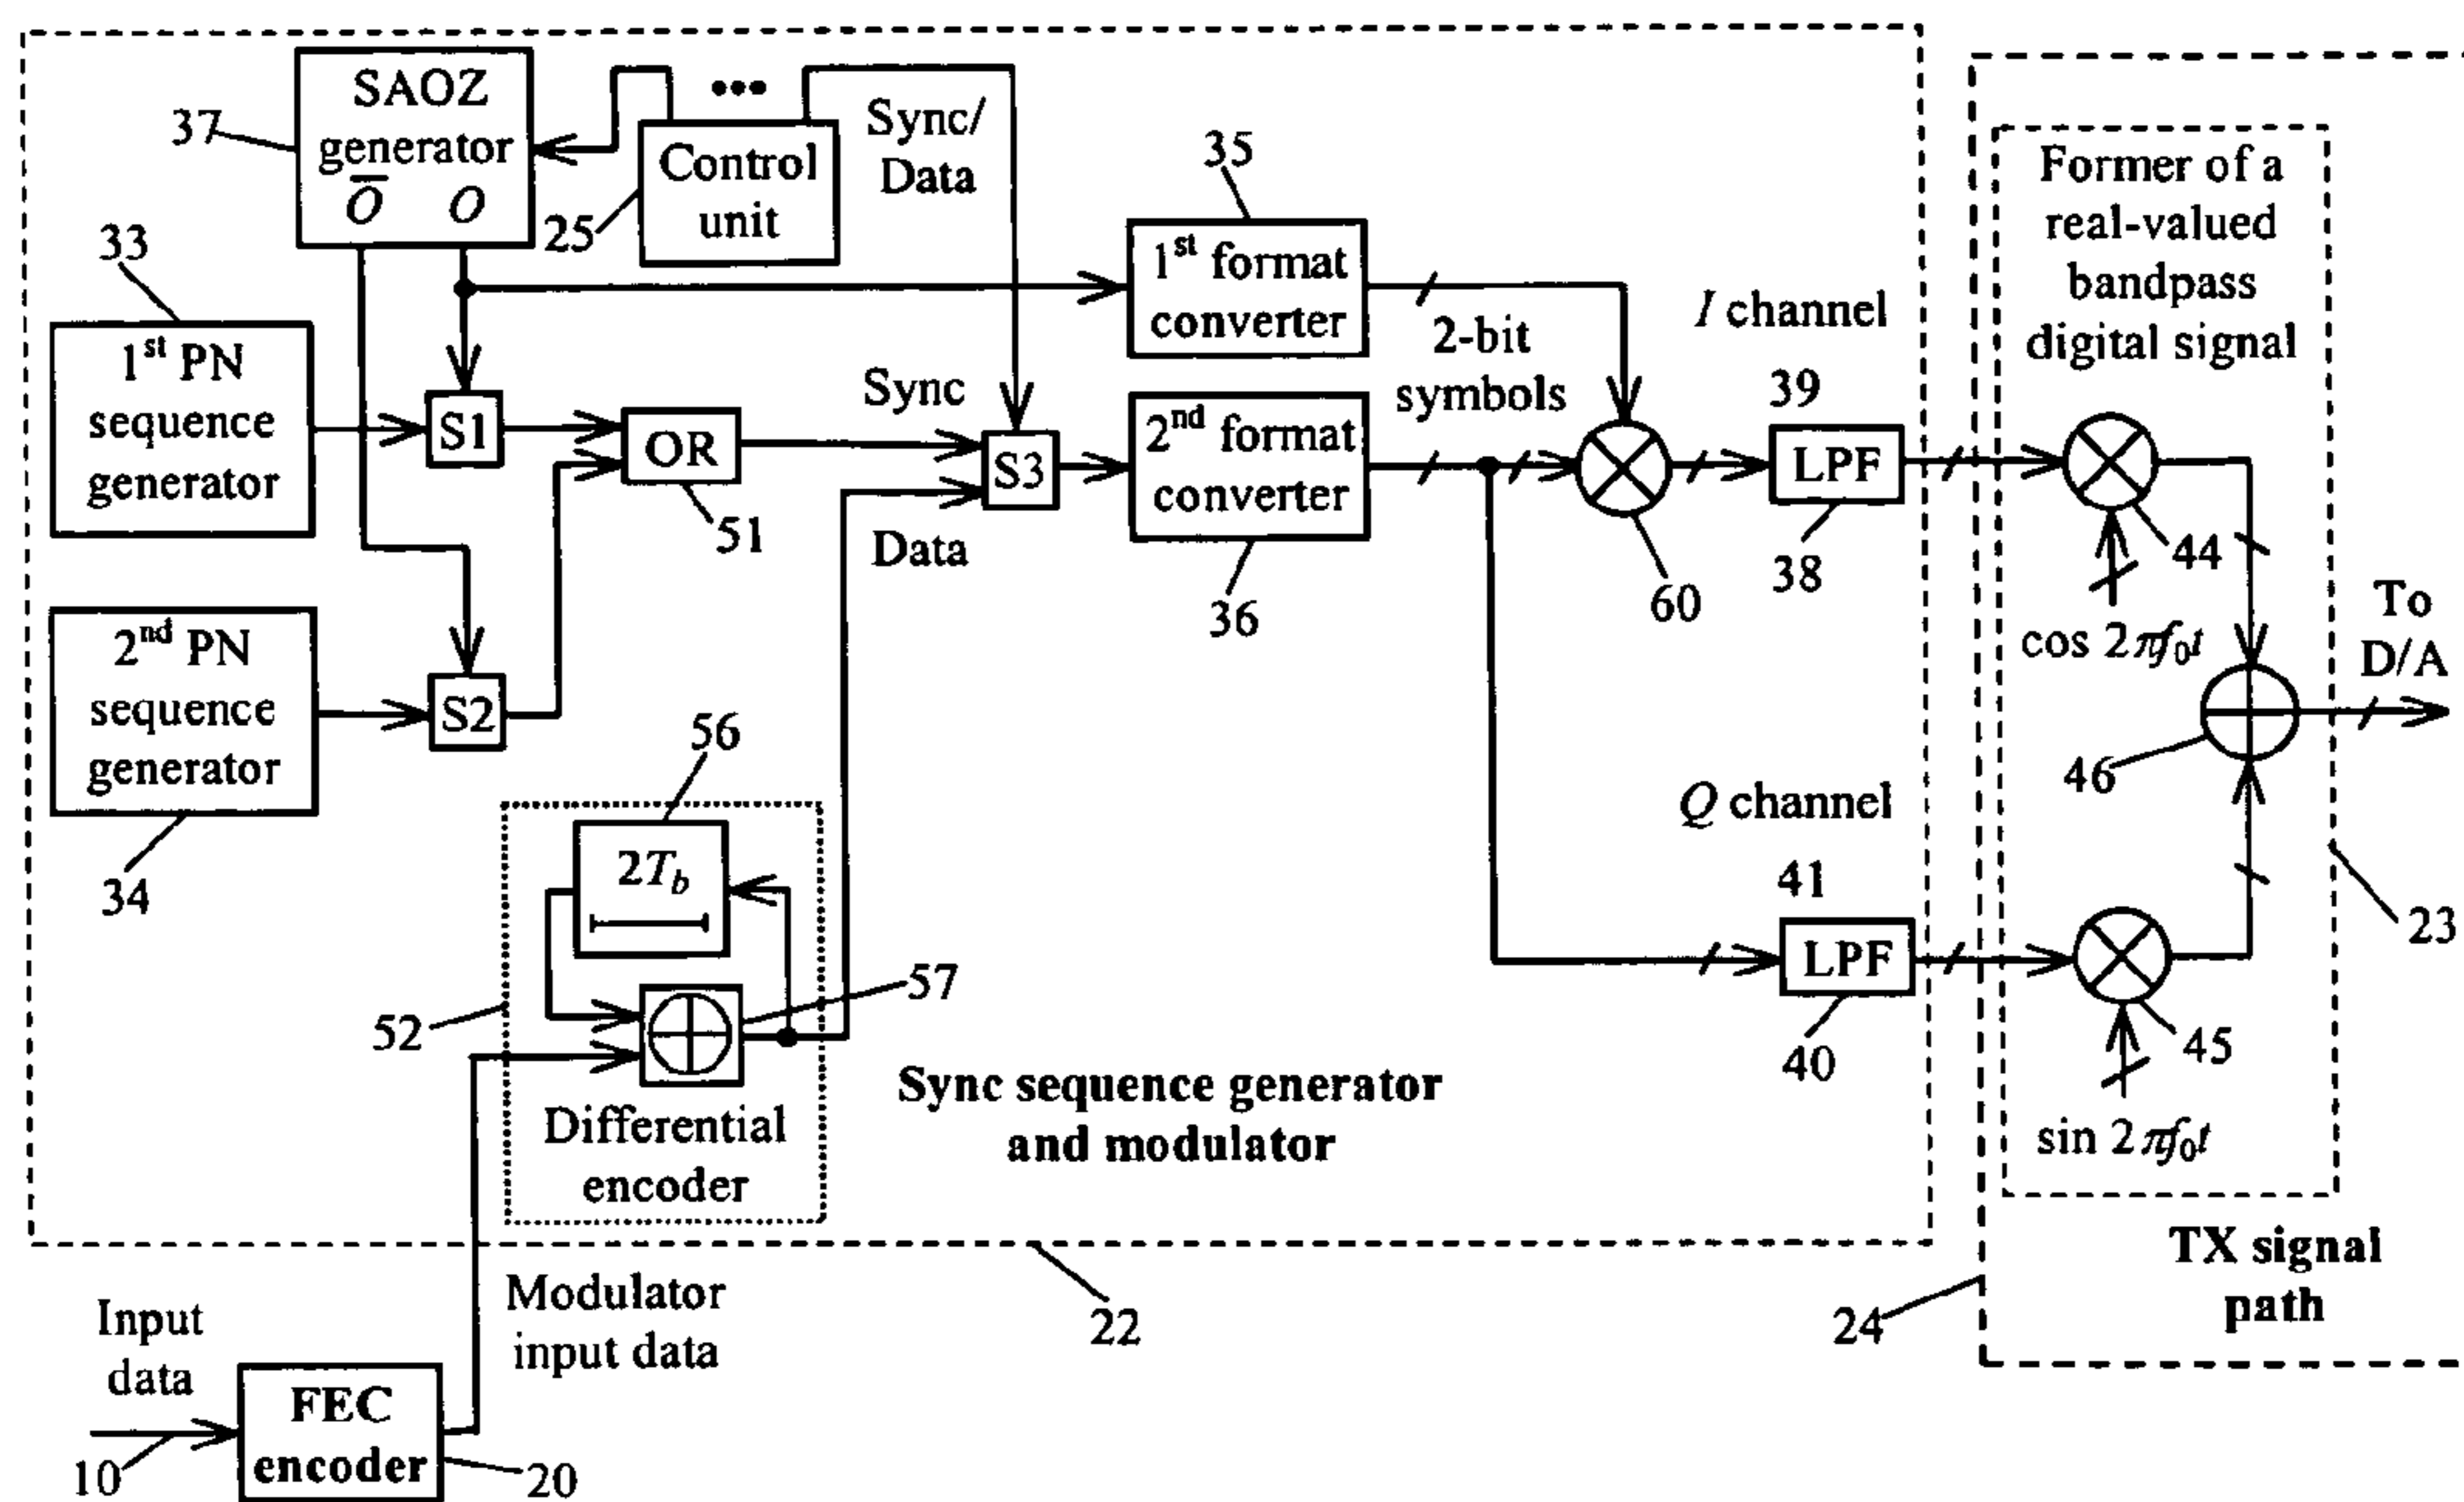 SAOZ
generator
O̅ O
37
•••
Control
unit
25
Sync/
Data
33
1st PN
sequence
generator
S1
Sync
OR
51
S3
Data
35
1st format
converter
2-bit
symbols
2nd format
converter
36
I channel
60
39
LPF
38
Former of a
real-valued
bandpass
digital signal
44
cos 2πf₀t
To
D/A
46
23
2nd PN
sequence
generator
34
S2
56
2Tb
57
52
Differential
encoder
Sync sequence generator
and modulator
Q channel
41
LPF
40
45
sin 2πf₀t
TX signal
path
24
22
Modulator
input data
Input
data
10
FEC
encoder
20